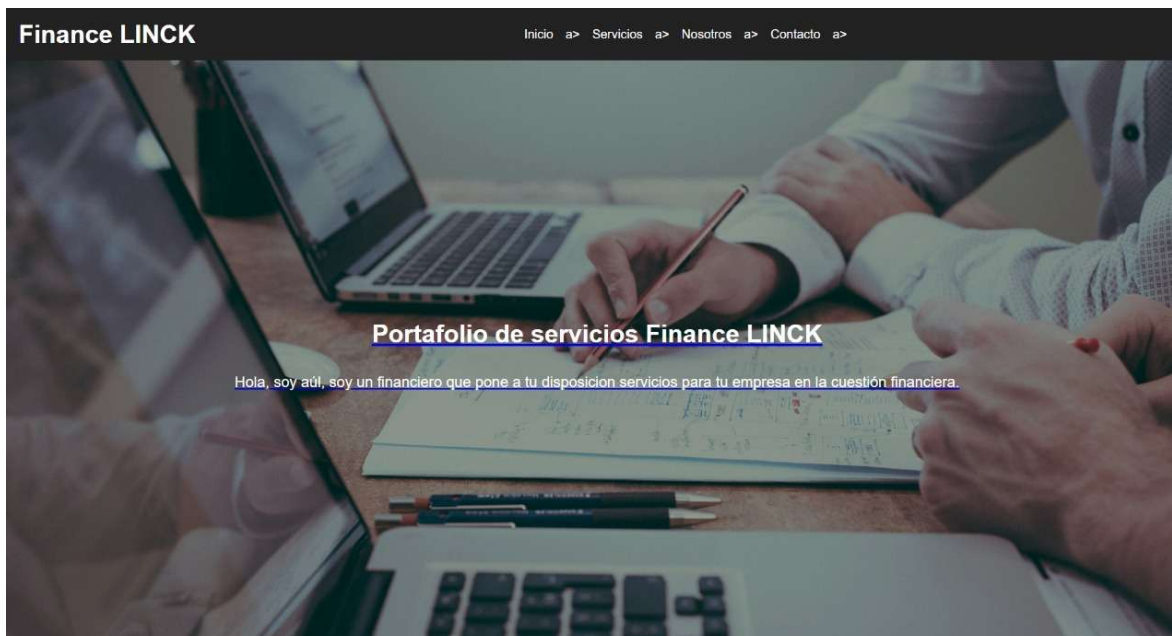 Finance LINCK
Inicio a> Servicios a> Nosotros a> Contacto a>
Portafolio de servicios Finance LINCK
Hola, soy aúl, soy un financiero que pone a tu disposicion servicios para tu empresa en la cuestión financiera.